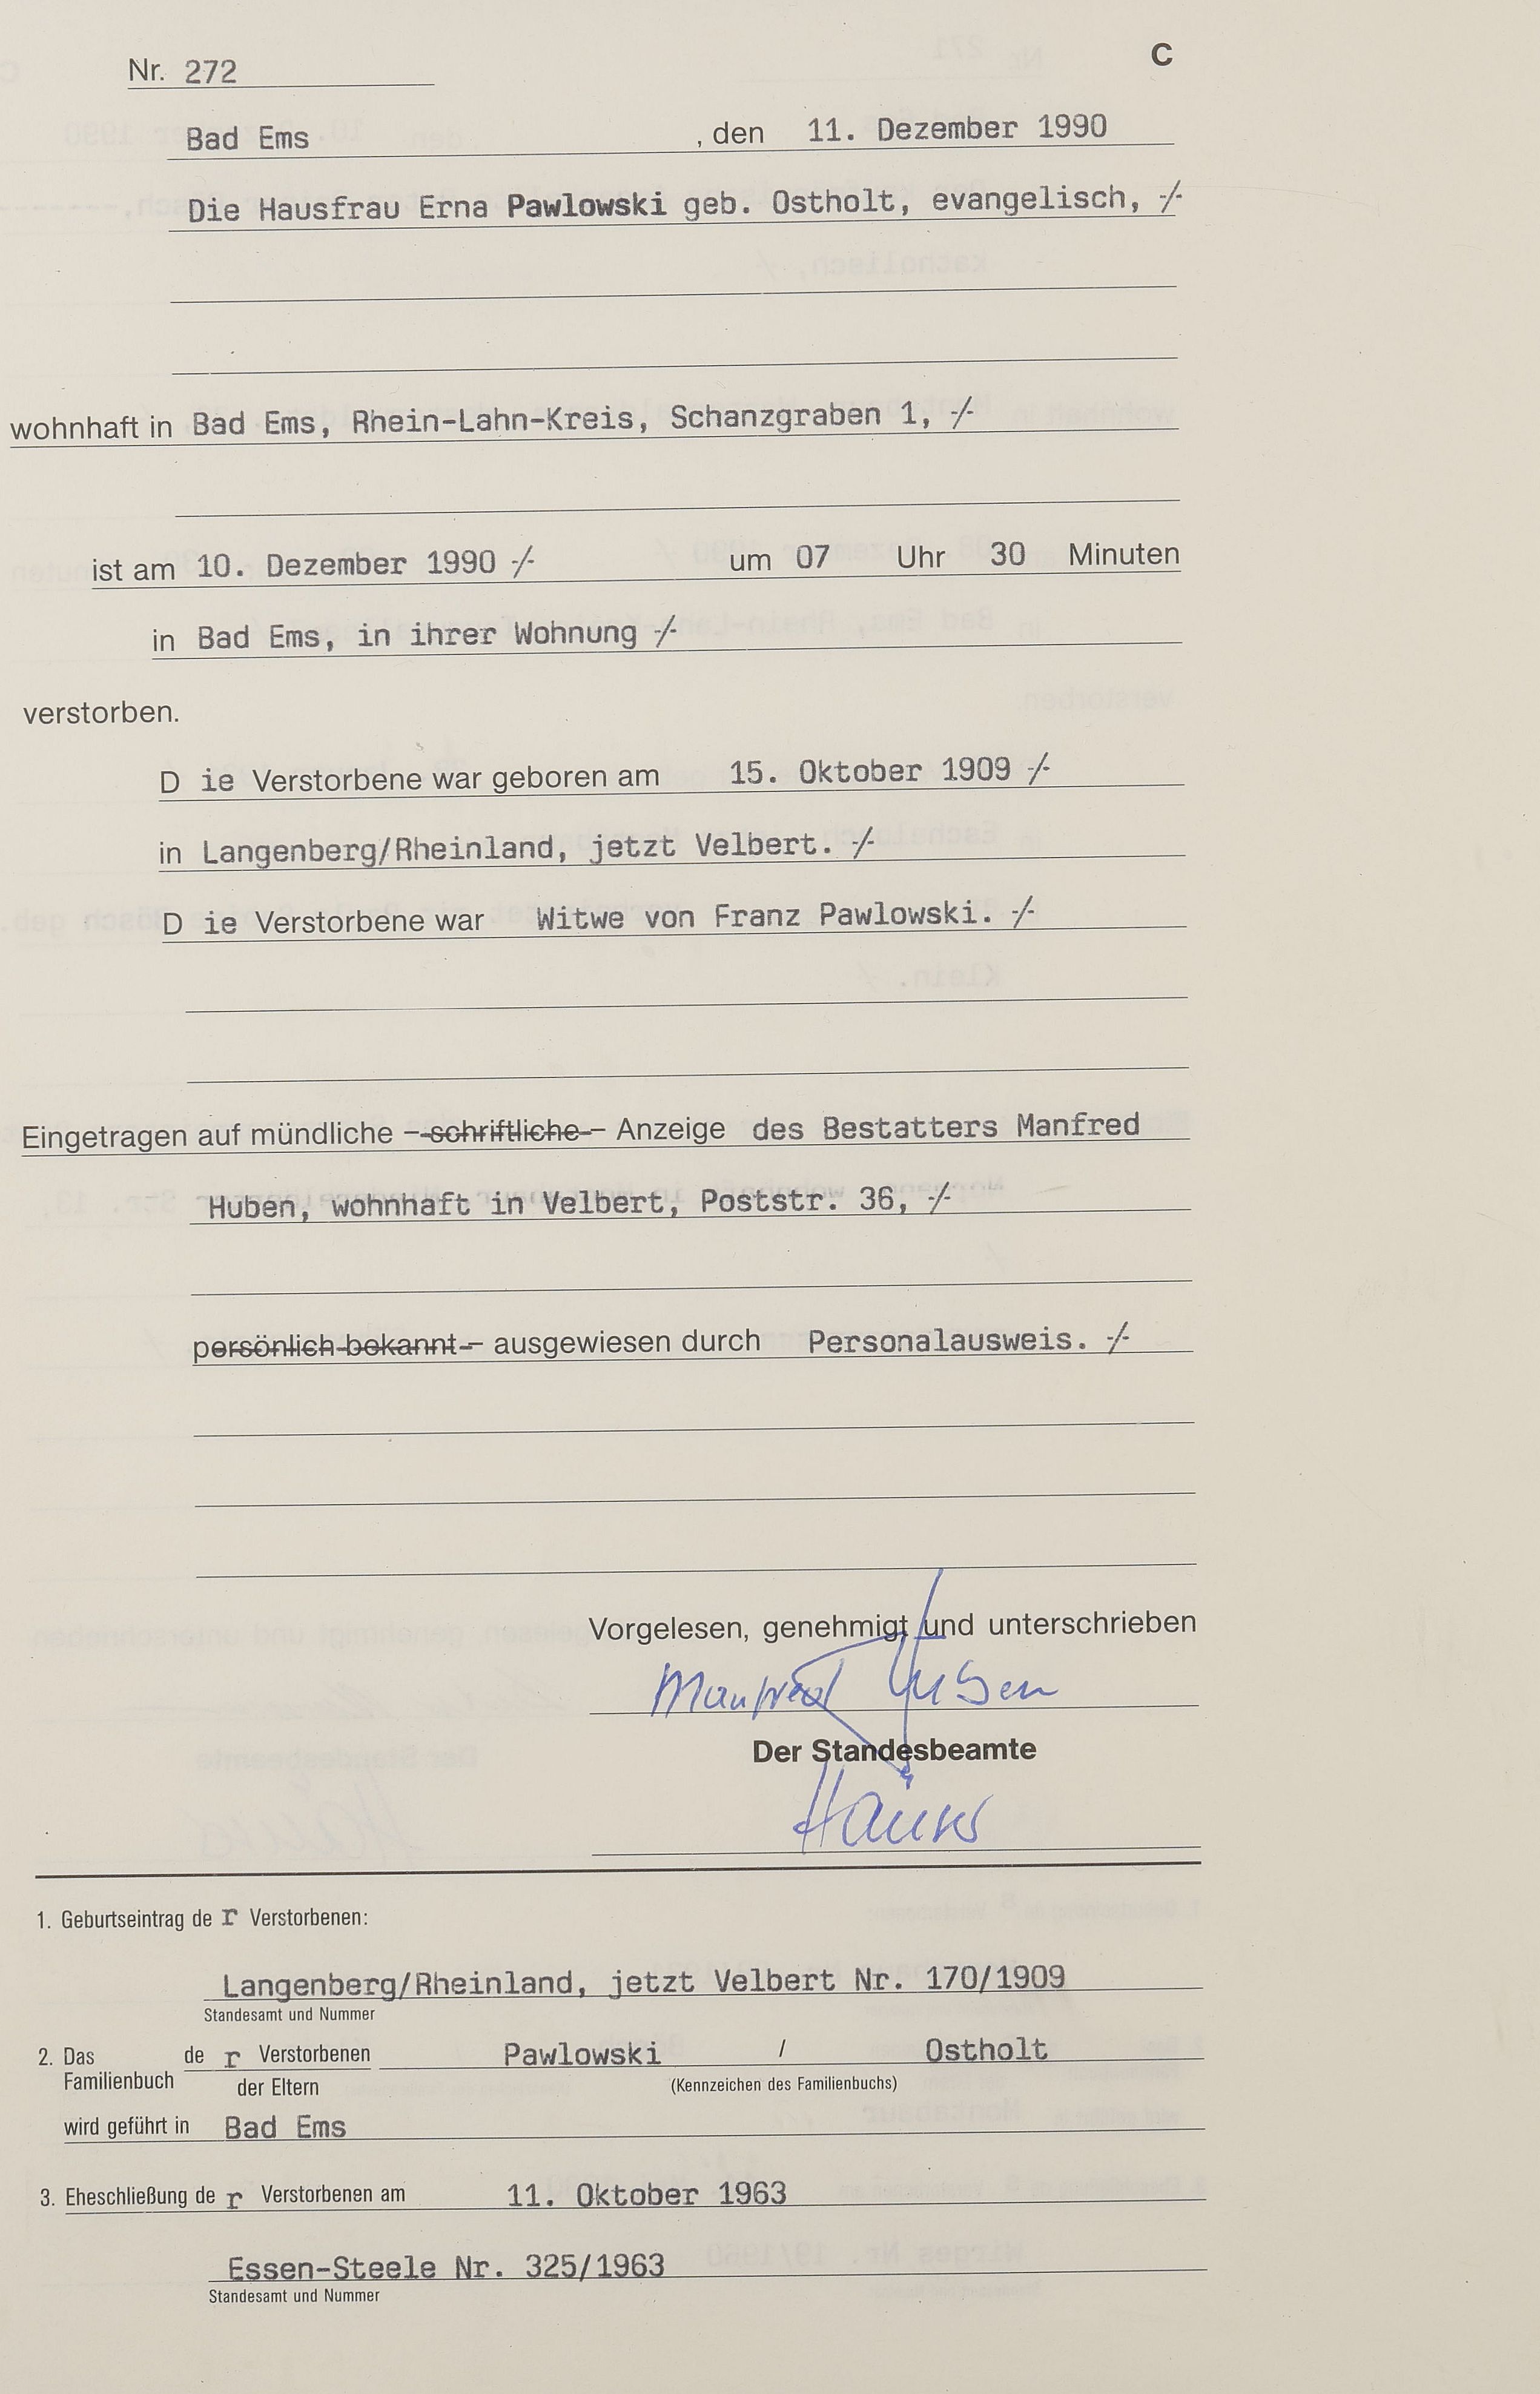 Nr. 272
C
Bad Ems , den 11. Dezember 1990
Die Hausfrau Erna Pawlowski geb. Ostholt, evangelisch, -/-
wohnhaft in Bad Ems, Rhein-Lahn-Kreis, Schanzgraben 1, -/-
ist am 10. Dezember 1990 -/- um 07 Uhr 30 Minuten
in Bad Ems, in ihrer Wohnung -/-
verstorben.
D ie Verstorbene war geboren am 15. Oktober 1909 -/-
in Langenberg/Rheinland, jetzt Velbert. -/-
D ie Verstorbene war Witwe von Franz Pawlowski. -/-
Eingetragen auf mündliche – schriftliche – Anzeige des Bestatters Manfred
Huben, wohnhaft in Velbert, Poststr. 36, -/-
persönlich bekannt – ausgewiesen durch Personalausweis. -/-
Vorgelesen, genehmigt und unterschrieben
Manfred Huben
Der Standesbeamte
1. Geburtseintrag de r Verstorbenen:
Langenberg/Rheinland, jetzt Velbert Nr. 170/1909
Standesamt und Nummer
2. Das de r Verstorbenen Pawlowski / Ostholt
Familienbuch der Eltern (Kennzeichen des Familienbuchs)
wird geführt in Bad Ems
3. Eheschließung de r Verstorbenen am 11. Oktober 1963
Essen-Steele Nr. 325/1963
Standesamt und Nummer